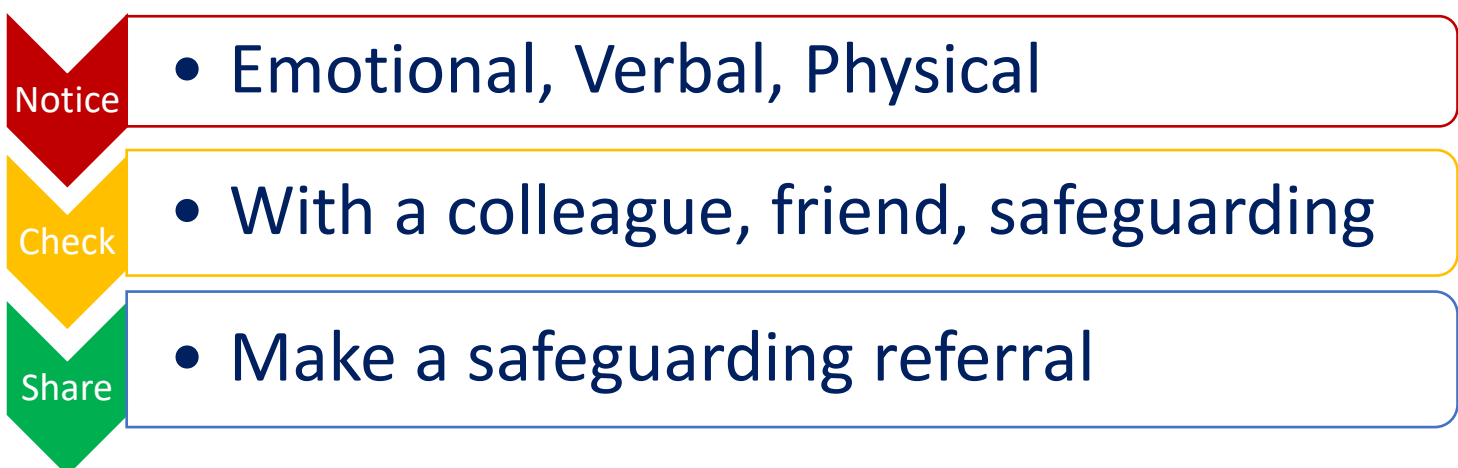 Notice
• Emotional, Verbal, Physical
Check
• With a colleague, friend, safeguarding
Share
• Make a safeguarding referral